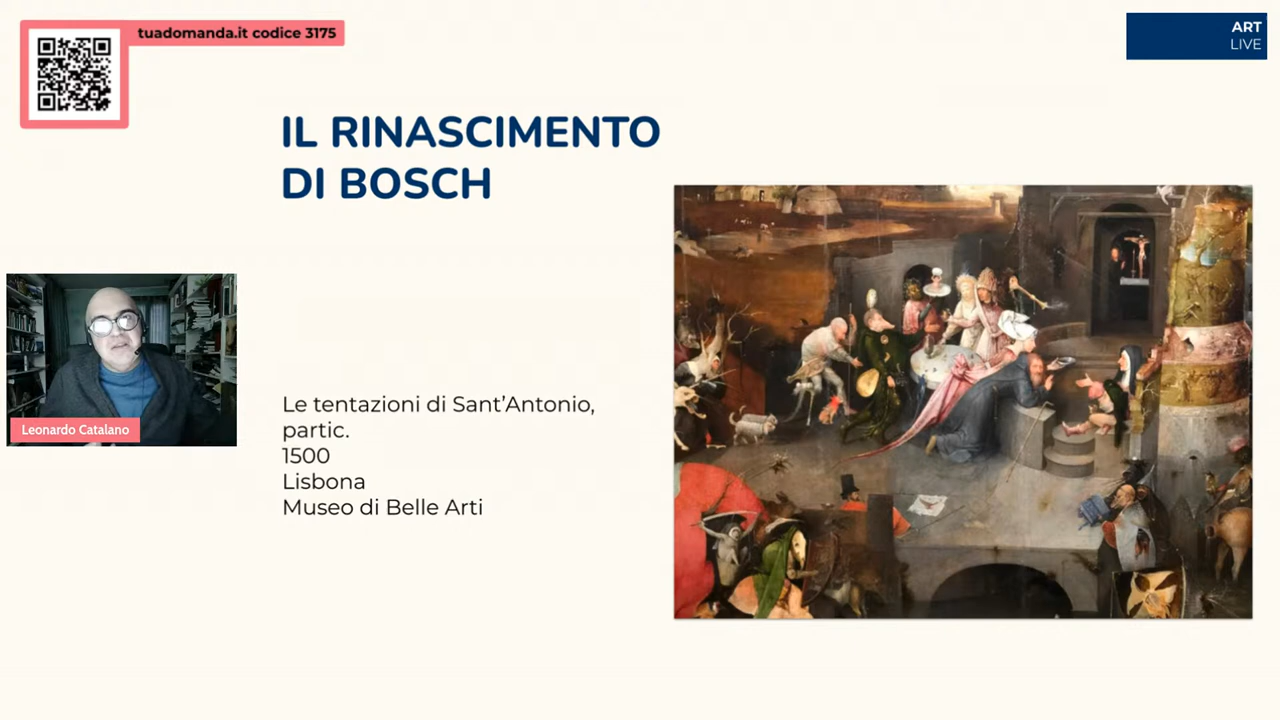 tuadomanda.it codice 3175
ART
LIVE
IL RINASCIMENTO
DI BOSCH
Leonardo Catalano
Le tentazioni di Sant’Antonio,
partic.
1500
Lisbona
Museo di Belle Arti